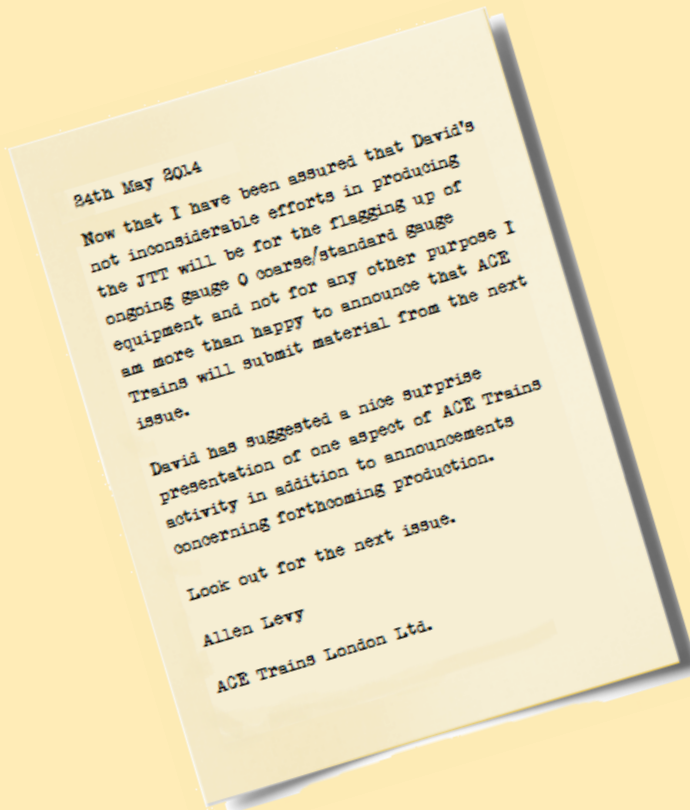 24th May 2014
Now that I have been assured that David's
not inconsiderable efforts in producing
the JTT will be for the flagging up of
ongoing gauge O coarse/standard gauge
equipment and not for any other purpose I
am more than happy to announce that ACE
Trains will submit material from the next
issue.
David has suggested a nice surprise
presentation of one aspect of ACE Trains
activity in addition to announcements
concerning forthcoming production.
Look out for the next issue.
Allen Levy
ACE Trains London Ltd.